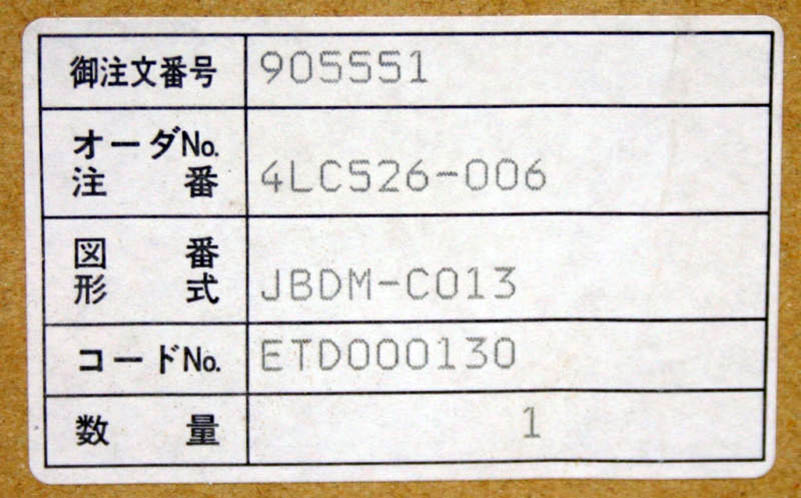 御注文番号 905551
オーダNo.
注番 4LC526-006
図番
形式 JBDM-C013
コードNo. ETD000130
数量 1